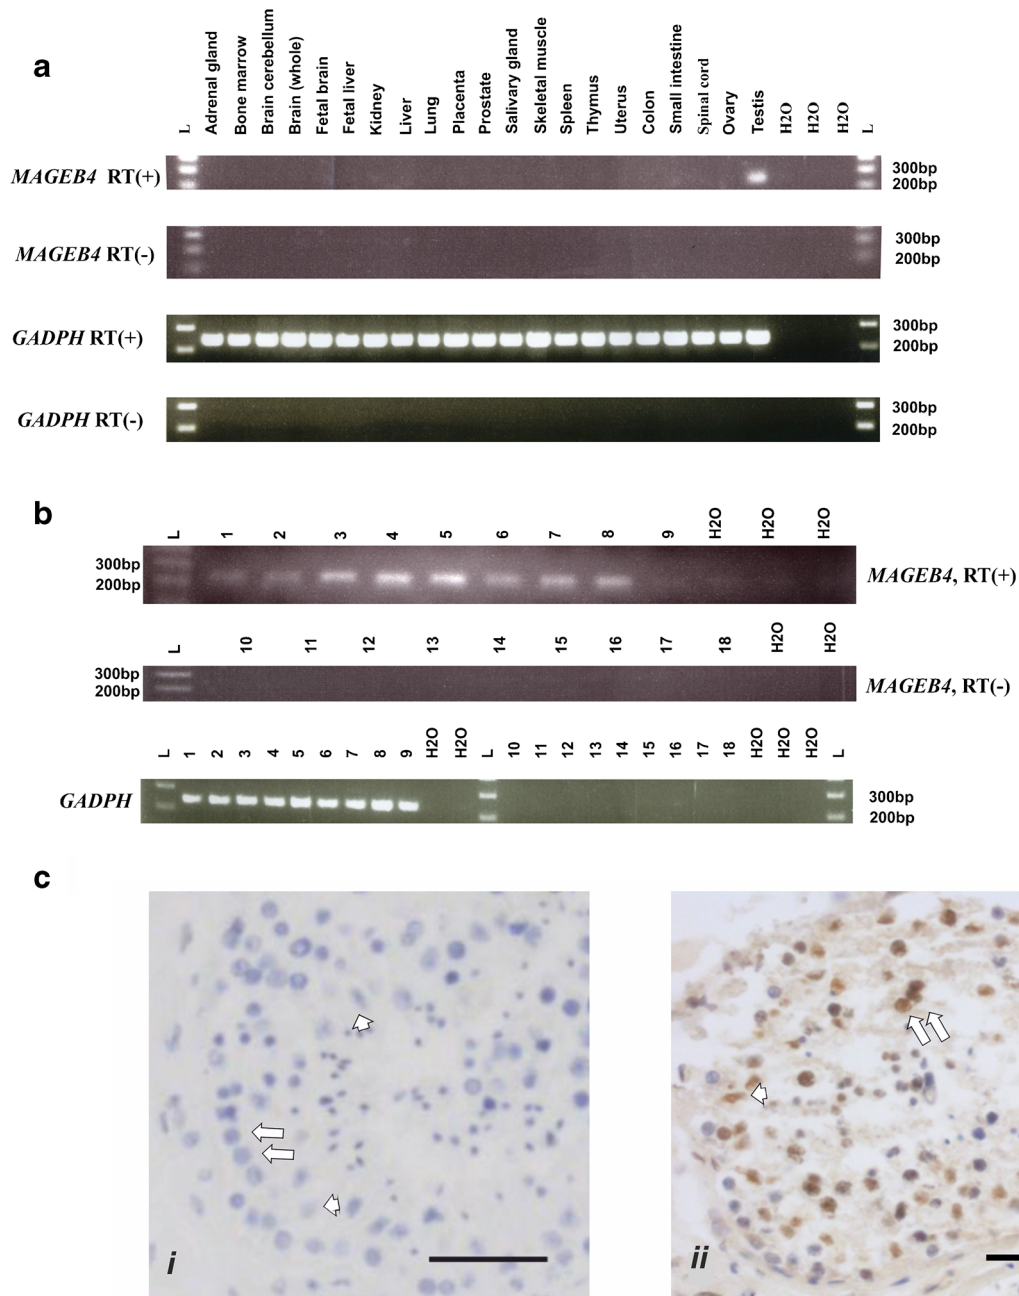 a
L Adrenal gland Bone marrow Brain cerebellum Brain (whole) Fetal brain Fetal liver Kidney Liver Lung Placenta Prostate Salivary gland Skeletal muscle Spleen Thymus Uterus Colon Small intestine Spinal cord Ovary Testis H2O H2O H2O L
MAGEB4 RT(+)
300bp
200bp
MAGEB4 RT(-)
300bp
200bp
GADPH RT(+)
300bp
200bp
GADPH RT(-)
300bp
200bp
b
L 1 2 3 4 5 6 7 8 9 H2O H2O H2O
300bp
200bp
MAGEB4, RT(+)
L 10 11 12 13 14 15 16 17 18 H2O H2O
300bp
200bp
MAGEB4, RT(-)
L 1 2 3 4 5 6 7 8 9 H2O H2O L 10 11 12 13 14 15 16 17 18 H2O H2O H2O L
GADPH
300bp
200bp
c
i
ii